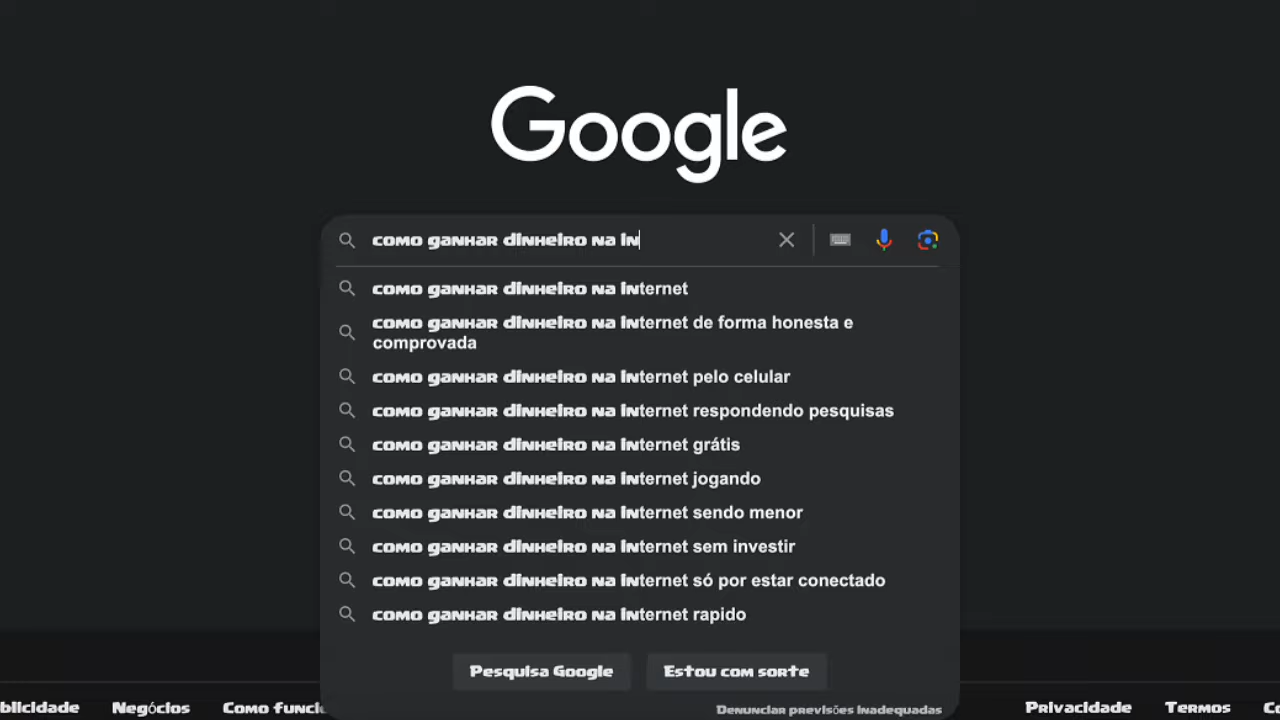 Google
como ganhar dinheiro na in
como ganhar dinheiro na internet
como ganhar dinheiro na internet de forma honesta e
comprovada
como ganhar dinheiro na internet pelo celular
como ganhar dinheiro na internet respondendo pesquisas
como ganhar dinheiro na internet grátis
como ganhar dinheiro na internet jogando
como ganhar dinheiro na internet sendo menor
como ganhar dinheiro na internet sem investir
como ganhar dinheiro na internet só por estar conectado
como ganhar dinheiro na internet rapido
Pesquisa Google Estou com sorte
blicidade Negócios Como funci Denunciar previsões inadequadas Privacidade Termos Co